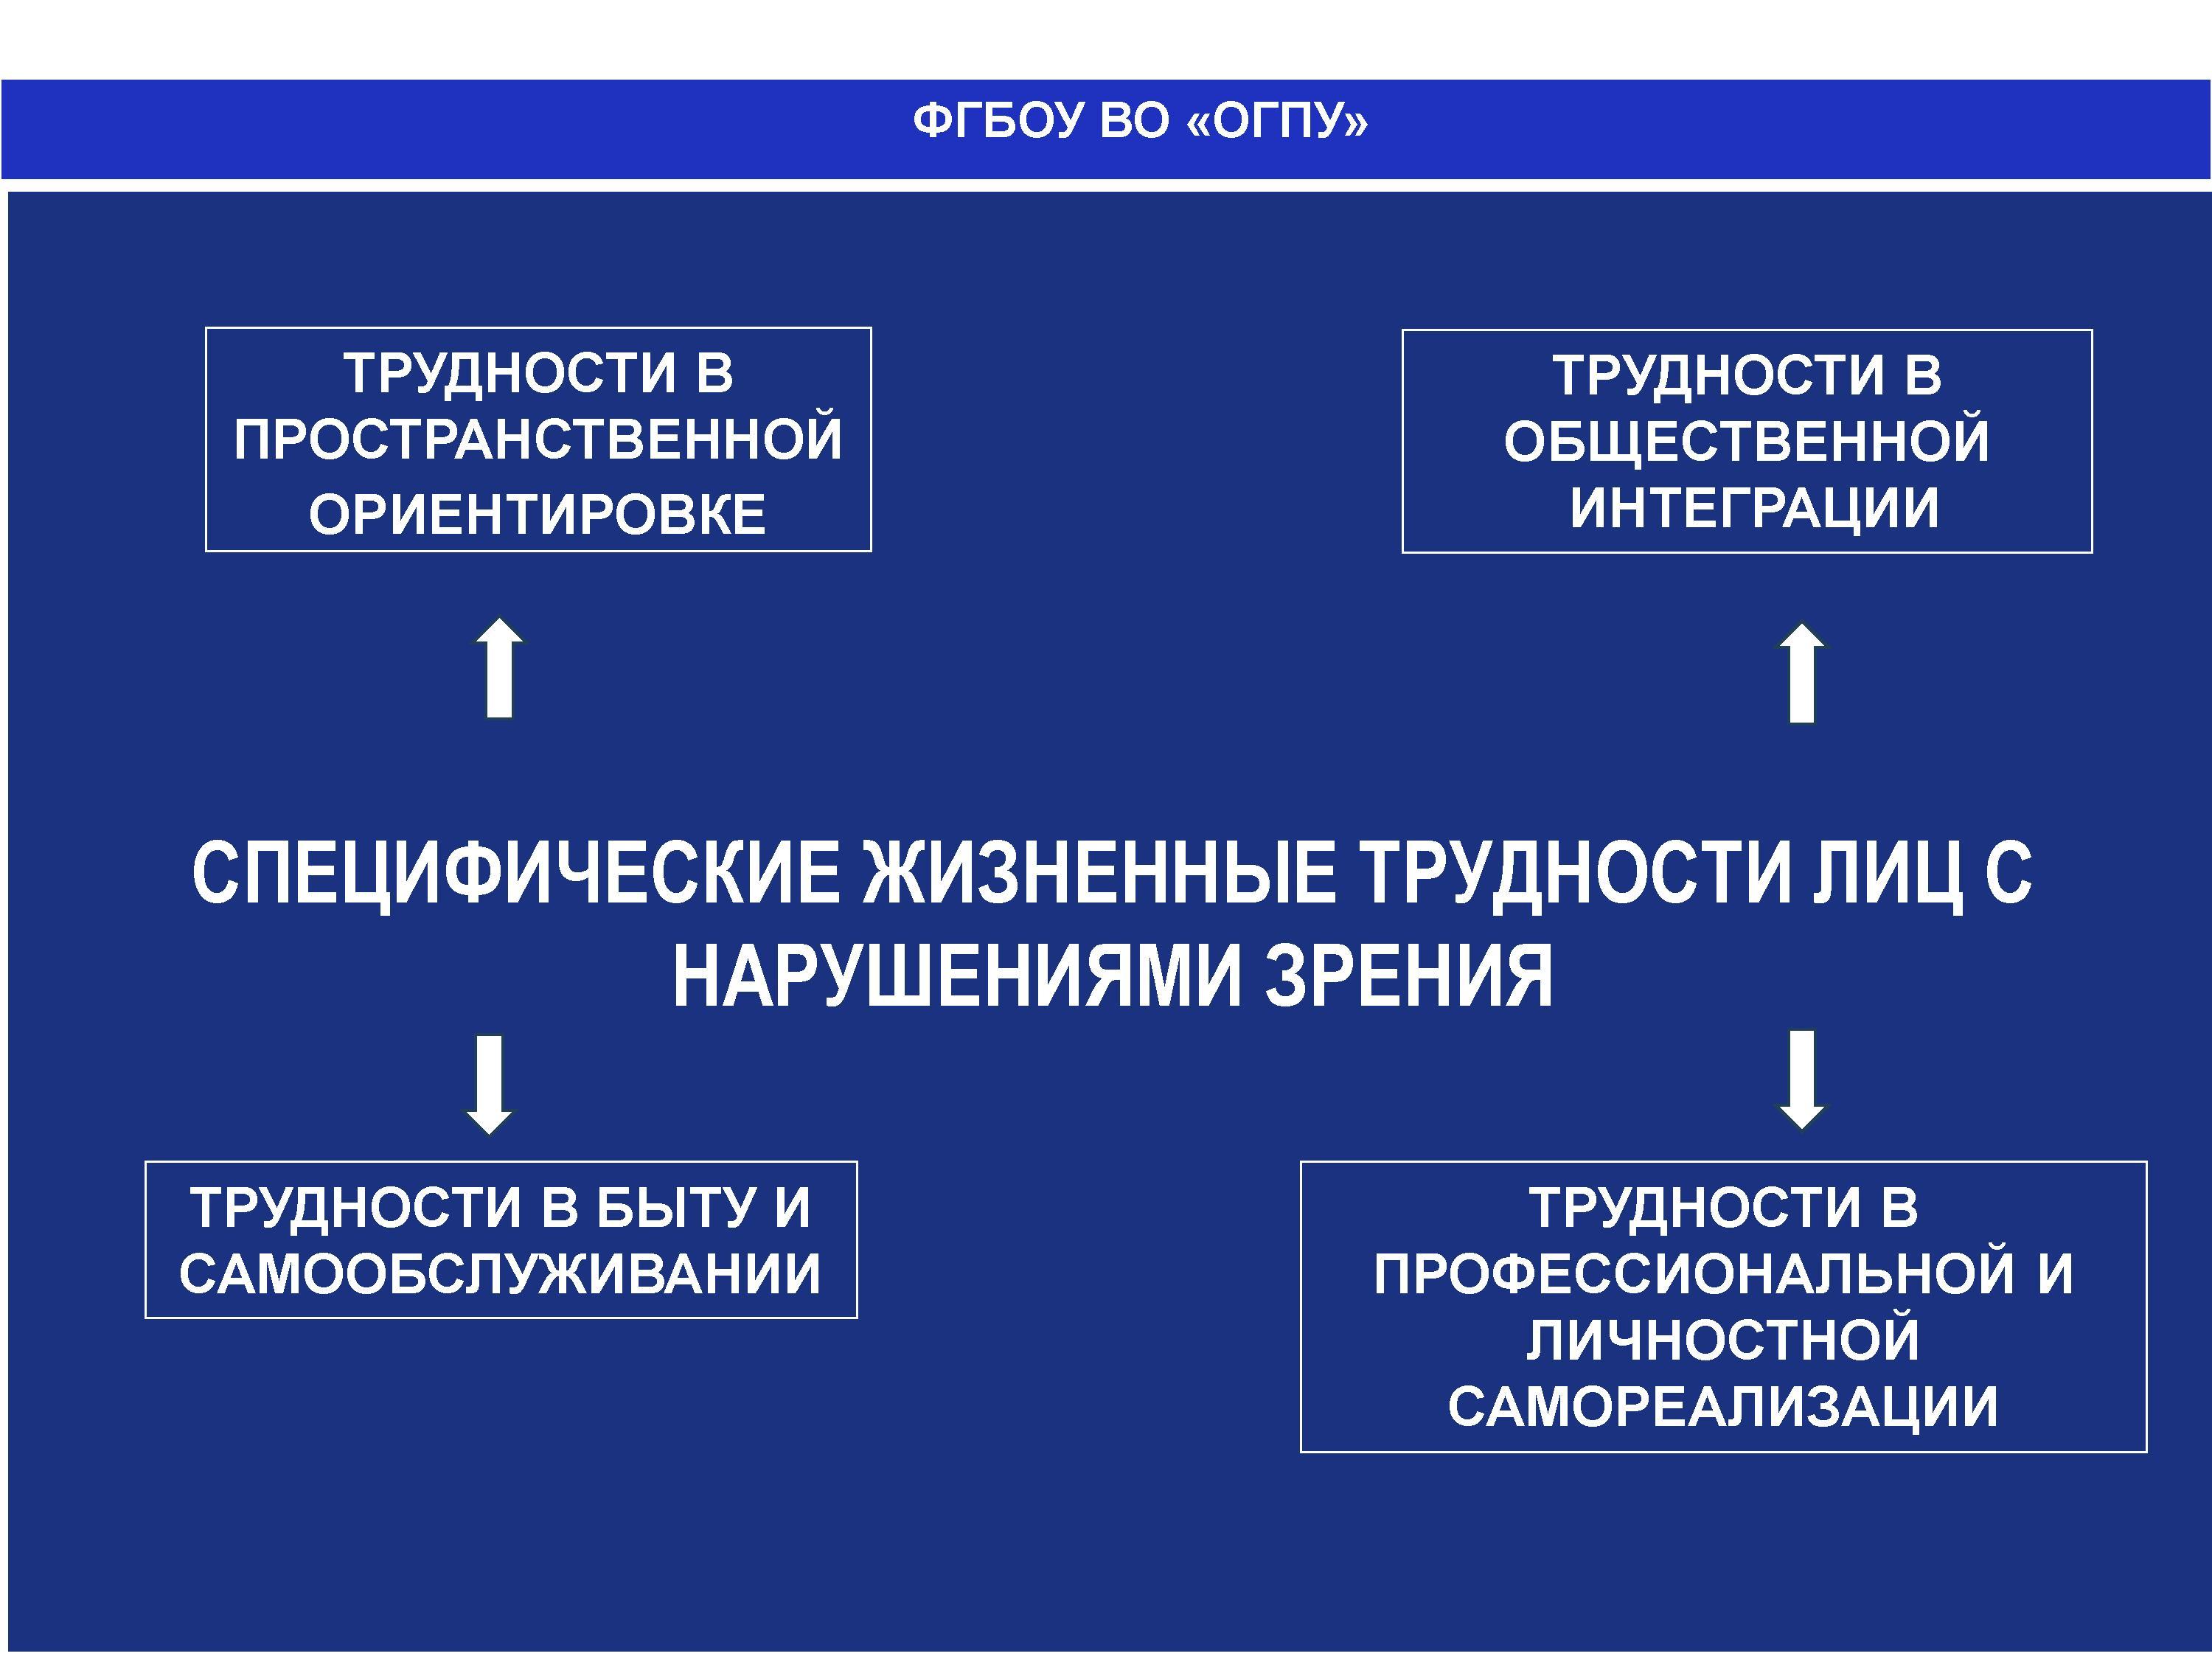 ФГБОУ ВО «ОГПУ»
ТРУДНОСТИ В
ПРОСТРАНСТВЕННОЙ
ОРИЕНТИРОВКЕ
ТРУДНОСТИ В
ОБЩЕСТВЕННОЙ
ИНТЕГРАЦИИ
СПЕЦИФИЧЕСКИЕ ЖИЗНЕННЫЕ ТРУДНОСТИ ЛИЦ С
НАРУШЕНИЯМИ ЗРЕНИЯ
ТРУДНОСТИ В БЫТУ И
САМООБСЛУЖИВАНИИ
ТРУДНОСТИ В
ПРОФЕССИОНАЛЬНОЙ И
ЛИЧНОСТНОЙ
САМОРЕАЛИЗАЦИИ